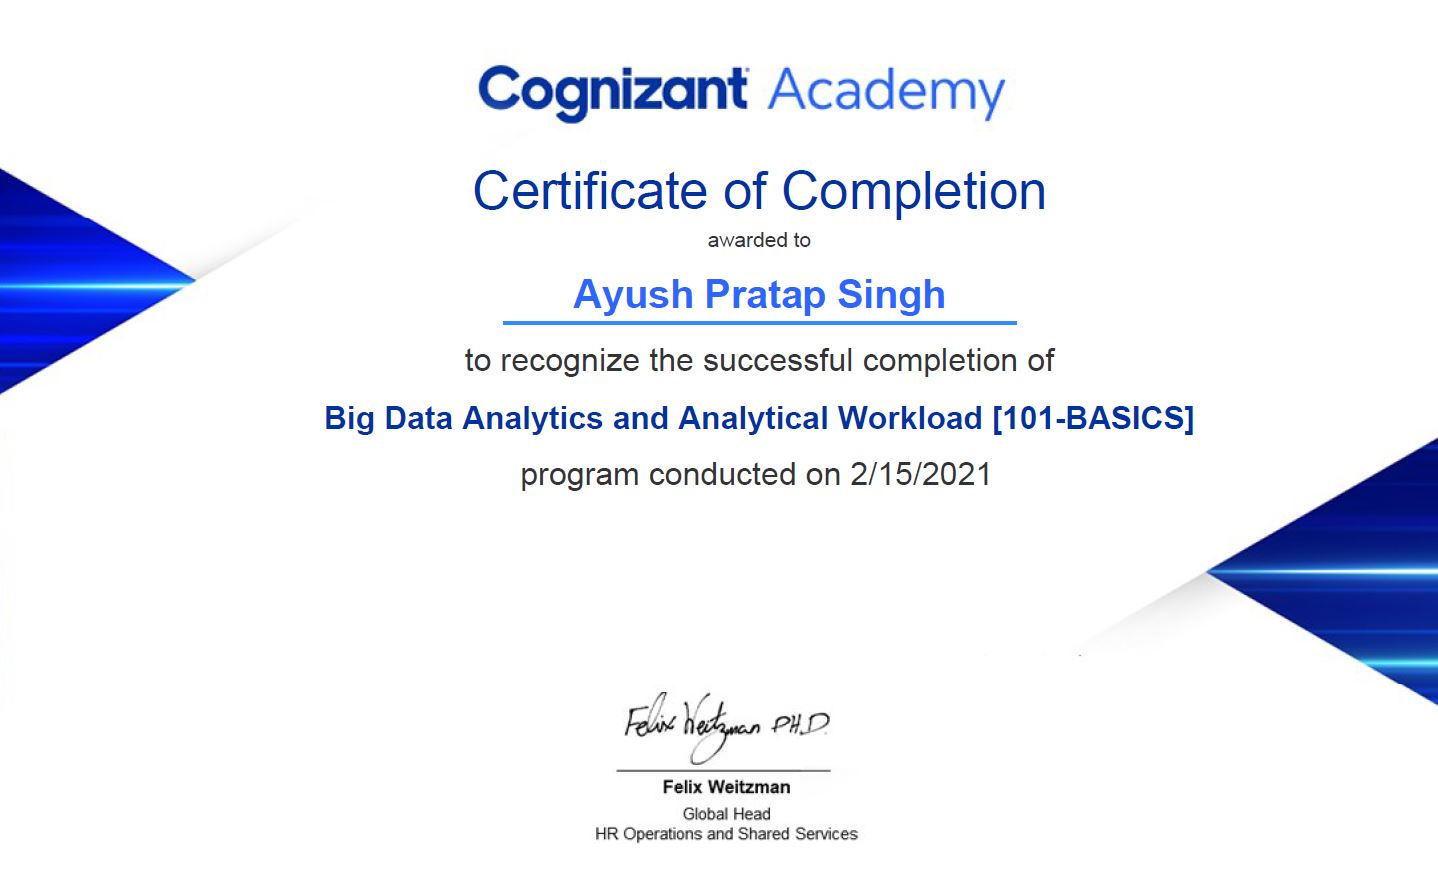 Cognizant Academy
Certificate of Completion
awarded to
Ayush Pratap Singh
to recognize the successful completion of
Big Data Analytics and Analytical Workload [101-BASICS]
program conducted on 2/15/2021
Felix Weitzman PH.D.
Felix Weitzman
Global Head
HR Operations and Shared Services